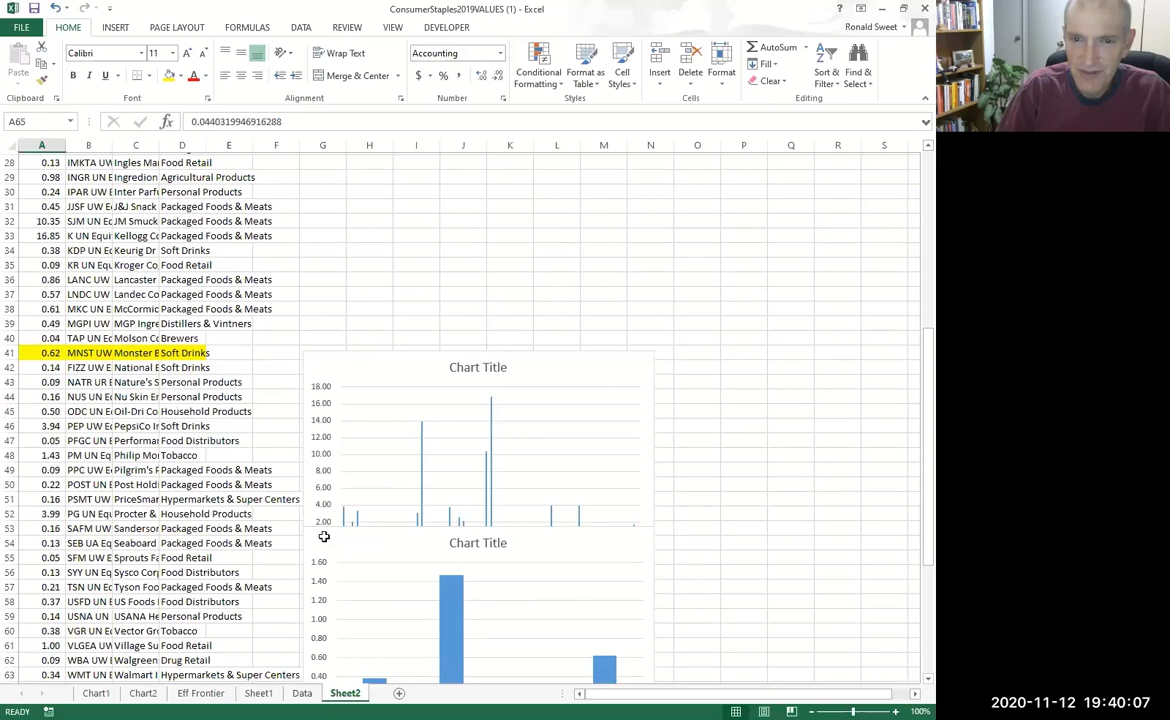 ConsumerStaples2019VALUES (1) - Excel
FILE HOME INSERT PAGE LAYOUT FORMULAS DATA REVIEW VIEW DEVELOPER Ronald Sweet
Paste Calibri 11 Wrap Text Accounting Conditional Formatting Format as Table Cell Styles Insert Delete Format AutoSum Fill Clear Sort & Filter Find & Select
B I U Merge & Center $ %
Clipboard Font Alignment Number Styles Cells Editing
A65 fx 0.0440319946916288
A B C D E F G H I J K L M N O P Q R S
28 0.13 IMKTA UW Ingles Ma Food Retail
29 0.98 INGR UN E Ingredion Agricultural Products
30 0.24 IPAR UW E Inter Parfu Personal Products
31 0.45 JJSF UW E J&J Snack Packaged Foods & Meats
32 10.35 SJM UN Eq JM Smuck Packaged Foods & Meats
33 16.85 K UN Equi Kellogg Co Packaged Foods & Meats
34 0.38 KDP UN Eq Keurig Dr Soft Drinks
35 0.09 KR UN Equ Kroger Co Food Retail
36 0.86 LANC UW Lancaster Packaged Foods & Meats
37 0.57 LNDC UW Landec Co Packaged Foods & Meats
38 0.61 MKC UN E McCormic Packaged Foods & Meats
39 0.49 MGPI UW MGP Ingre Distillers & Vintners
40 0.04 TAP UN Eq Molson Co Brewers
41 0.62 MNST UW Monster B Soft Drinks
42 0.14 FIZZ UW E National B Soft Drinks
43 0.09 NATR UR E Nature's S Personal Products
44 0.16 NUS UN Eq Nu Skin En Personal Products
45 0.50 ODC UN E Oil-Dri Co Household Products
46 3.94 PEP UW Eq PepsiCo In Soft Drinks
47 0.05 PFGC UN E Performan Food Distributors
48 1.43 PM UN Eq Philip Mor Tobacco
49 0.09 PPC UW E Pilgrim's P Packaged Foods & Meats
50 0.22 POST UN E Post Hold Packaged Foods & Meats
51 0.16 PSMT UW PriceSmar Hypermarkets & Super Centers
52 3.99 PG UN Equ Procter & Household Products
53 0.16 SAFM UW Sanderson Packaged Foods & Meats
54 0.13 SEB UA Eq Seaboard Packaged Foods & Meats
55 0.05 SFM UW E Sprouts Fa Food Retail
56 0.13 SYY UN Eq Sysco Corp Food Distributors
57 0.21 TSN UN Eq Tyson Foo Packaged Foods & Meats
58 0.37 USFD UN E US Foods Food Distributors
59 0.14 USNA UN USANA He Personal Products
60 0.38 VGR UN E Vector Gr Tobacco
61 1.00 VLGEA UW Village Su Food Retail
62 0.09 WBA UW Walgreen Drug Retail
63 0.34 WMT UN E Walmart I Hypermarkets & Super Centers
Chart Title
18.00
16.00
14.00
12.00
10.00
8.00
6.00
4.00
2.00
Chart Title
1.60
1.40
1.20
1.00
0.80
0.60
0.40
Chart1 Chart2 Eff Frontier Sheet1 Data Sheet2
READY 100%
2020-11-12 19:40:07